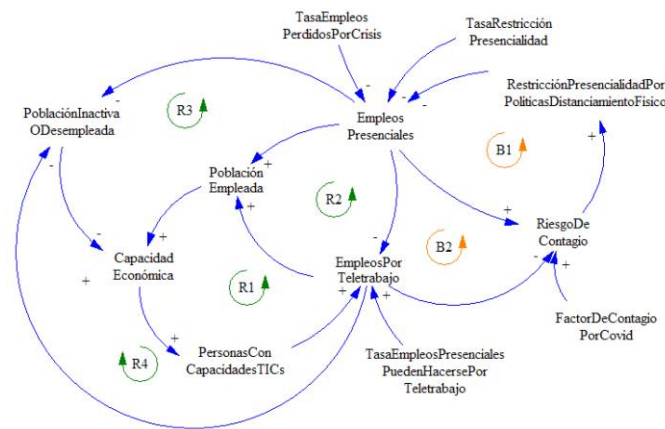 TasaEmpleos
PerdidosPorCrisis
TasaRestricción
Presencialidad
RestricciónPresencialidadPor
PolíticasDistanciamientoFísico
PoblaciónInactiva
ODesempleada
R3
Empleos
Presenciales
B1
Población
Empleada
R2
RiesgoDe
Contagio
Capacidad
Económica
R1
EmpleosPor
Teletrabajo
B2
R4
PersonasCon
CapacidadesTICs
TasaEmpleosPresenciales
PuedenHacersePor
Teletrabajo
FactorDeContagio
PorCovid